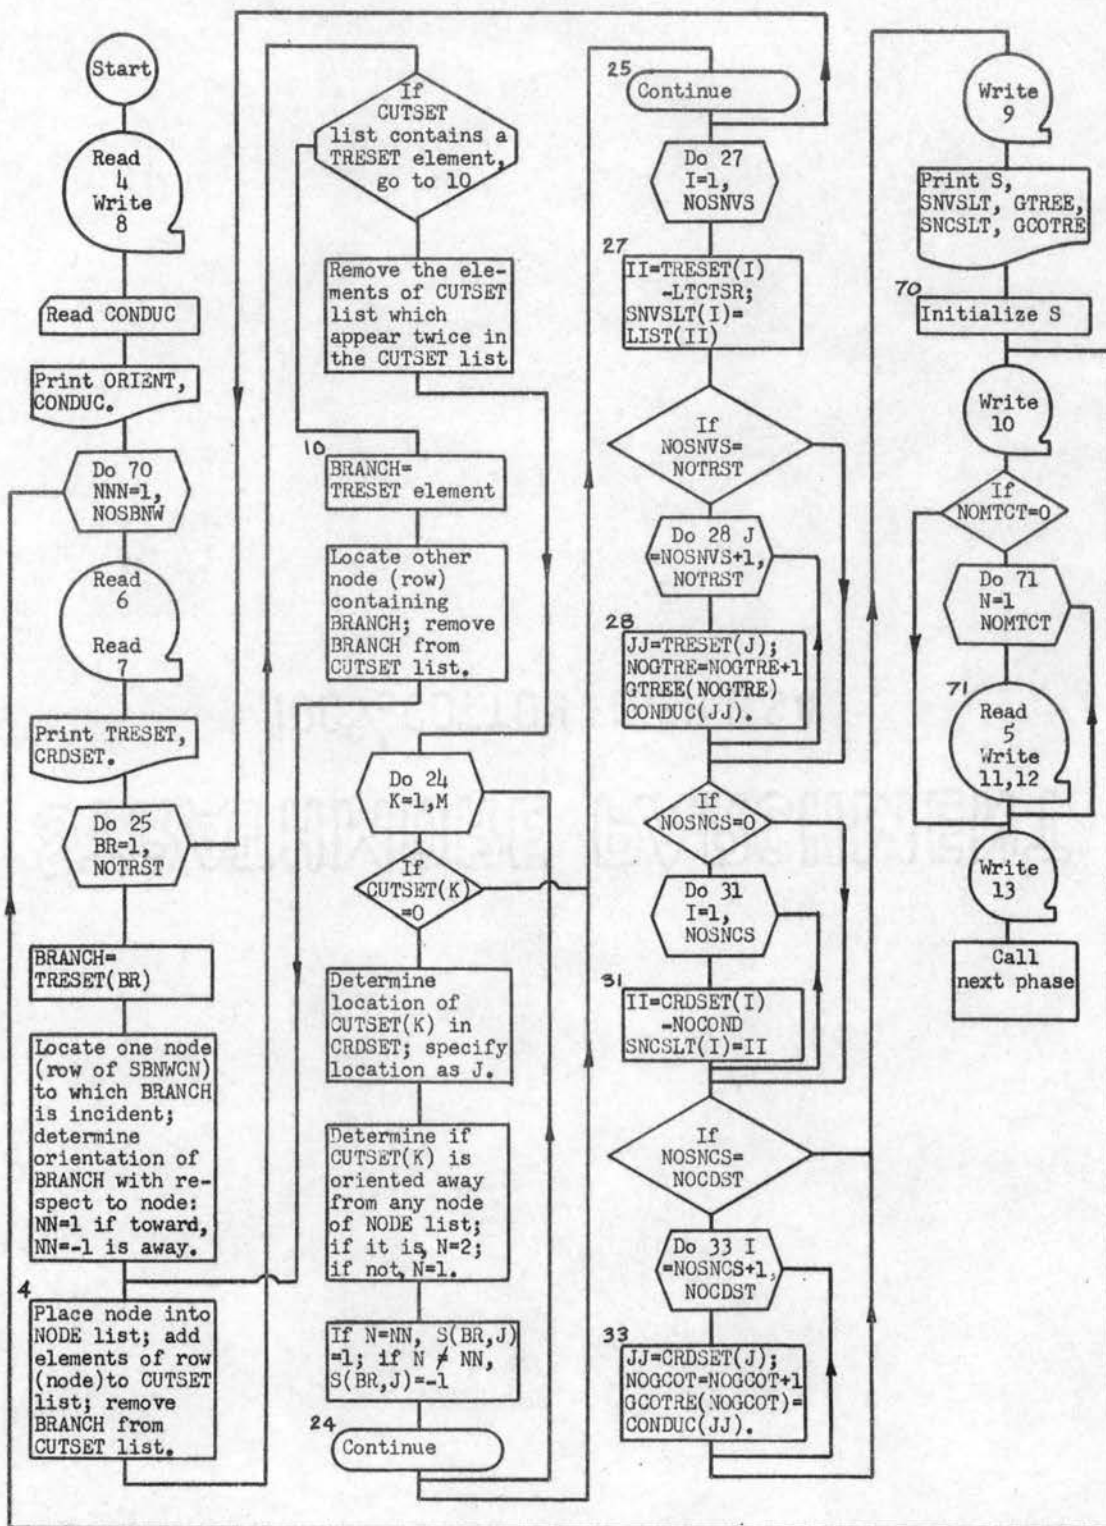 Start
Read
4
Write
8
Read CONDUC
Print ORIENT,
CONDUC.
Do 70
NNN=1,
NOSBNW
Read
6
Read
7
Print TRESET,
CRDSET.
Do 25
BR=1,
NOTRST
BRANCH=
TRESET(BR)
Locate one node
(row of SBNWCN)
to which BRANCH
is incident;
determine
orientation of
BRANCH with re-
spect to node:
NN=1 if toward,
NN=-1 is away.
4
Place node into
NODE list; add
elements of row
(node)to CUTSET
list; remove
BRANCH from
CUTSET list.
If
CUTSET
list contains a
TRESET element,
go to 10
Remove the ele-
ments of CUTSET
list which
appear twice in
the CUTSET list
10
BRANCH=
TRESET element
Locate other
node (row)
containing
BRANCH; remove
BRANCH from
CUTSET list.
Do 24
K=1,M
If
CUTSET(K)
=0
Determine
location of
CUTSET(K) in
CRDSET; specify
location as J.
Determine if
CUTSET(K) is
oriented away
from any node
of NODE list;
if it is, N=2;
if not, N=1.
If N=NN, S(BR,J)
=1; if N ≠ NN,
S(BR,J)=-1
24
Continue
25
Continue
Do 27
I=1,
NOSNVS
27
II=TRESET(I)
-LTCTSR;
SNVSLT(I)=
LIST(II)
If
NOSNVS=
NOTRST
Do 28 J
=NOSNVS+1,
NOTRST
28
JJ=TRESET(J);
NOGTRE=NOGTRE+1
GTREE(NOGTRE)
CONDUC(JJ).
If
NOSNCS=0
Do 31
I=1,
NOSNCS
31
II=CRDSET(I)
-NOCOND
SNCSLT(I)=II
If
NOSNCS=
NOCDST
Do 33 I
=NOSNCS+1,
NOCDST
33
JJ=CRDSET(J);
NOGCOT=NOGCOT+1
GCOTRE(NOGCOT)=
CONDUC(JJ).
Write
9
Print S,
SNVSLT, GTREE,
SNCSLT, GCOTRE
70
Initialize S
Write
10
If
NOMTCT=0
Do 71
N=1
NOMTCT
71
Read
5
Write
11,12
Write
13
Call
next phase